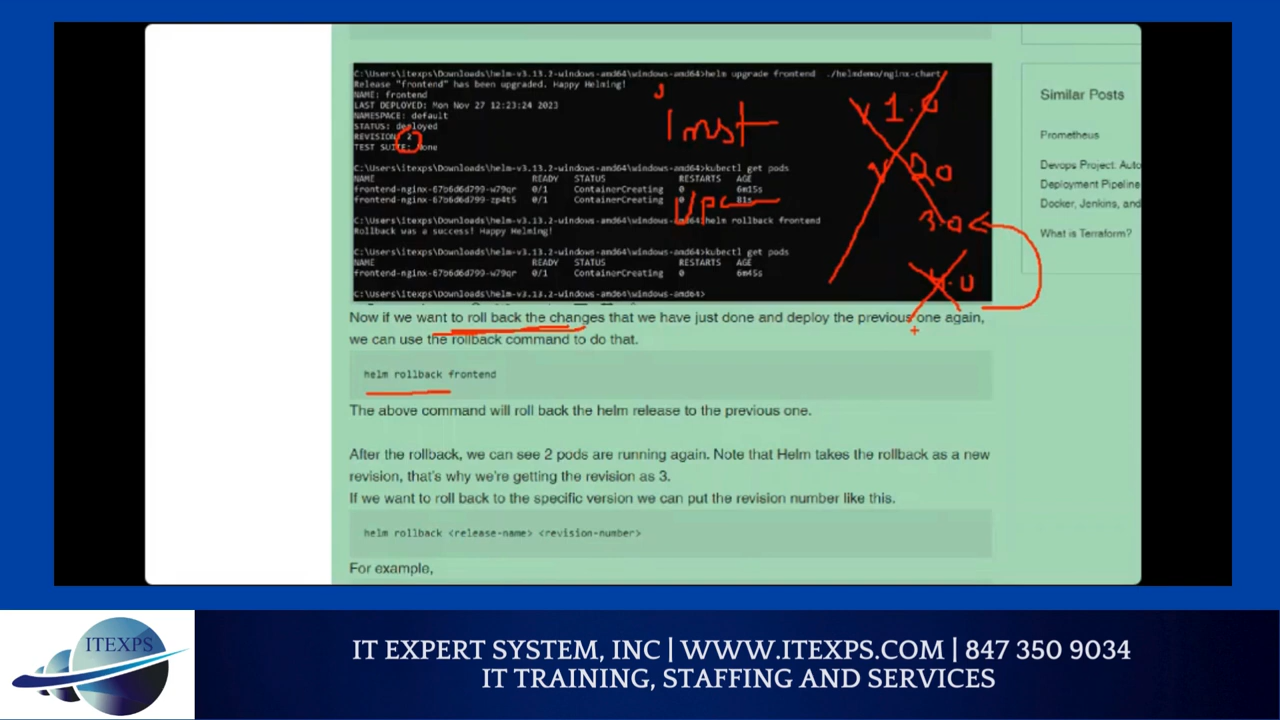 C:\Users\itexps\Downloads\helm-v3.13.2-windows-amd64\windows-amd64>helm upgrade frontend ./helmdemo/nginx-chart
Release "frontend" has been upgraded. Happy Helming!
NAME: frontend
LAST DEPLOYED: Mon Nov 27 12:23:24 2023
NAMESPACE: default
STATUS: deployed
REVISION: 2
TEST SUITE: None
C:\Users\itexps\Downloads\helm-v3.13.2-windows-amd64\windows-amd64>kubectl get pods
NAME READY STATUS RESTARTS AGE
frontend-nginx-67b6d6d799-w79qr 0/1 ContainerCreating 0 6m15s
frontend-nginx-67b6d6d799-zp4t5 0/1 ContainerCreating 0 81s
C:\Users\itexps\Downloads\helm-v3.13.2-windows-amd64\windows-amd64>helm rollback frontend
Rollback was a success! Happy Helming!
C:\Users\itexps\Downloads\helm-v3.13.2-windows-amd64\windows-amd64>kubectl get pods
NAME READY STATUS RESTARTS AGE
frontend-nginx-67b6d6d799-w79qr 0/1 ContainerCreating 0 6m45s
C:\Users\itexps\Downloads\helm-v3.13.2-windows-amd64\windows-amd64>
Inst
V 1.0
V 2.0
3.0
4.0
Now if we want to roll back the changes that we have just done and deploy the previous one again,
we can use the rollback command to do that.
helm rollback frontend
The above command will roll back the helm release to the previous one.
After the rollback, we can see 2 pods are running again. Note that Helm takes the rollback as a new
revision, that's why we're getting the revision as 3.
If we want to roll back to the specific version we can put the revision number like this.
helm rollback <release-name> <revision-number>
For example,
Similar Posts
Prometheus
Devops Project. Auto
Deployment Pipeline
Docker, Jenkins, and
What is Terraform?
ITEXPS
IT EXPERT SYSTEM, INC | WWW.ITEXPS.COM | 847 350 9034
IT TRAINING, STAFFING AND SERVICES